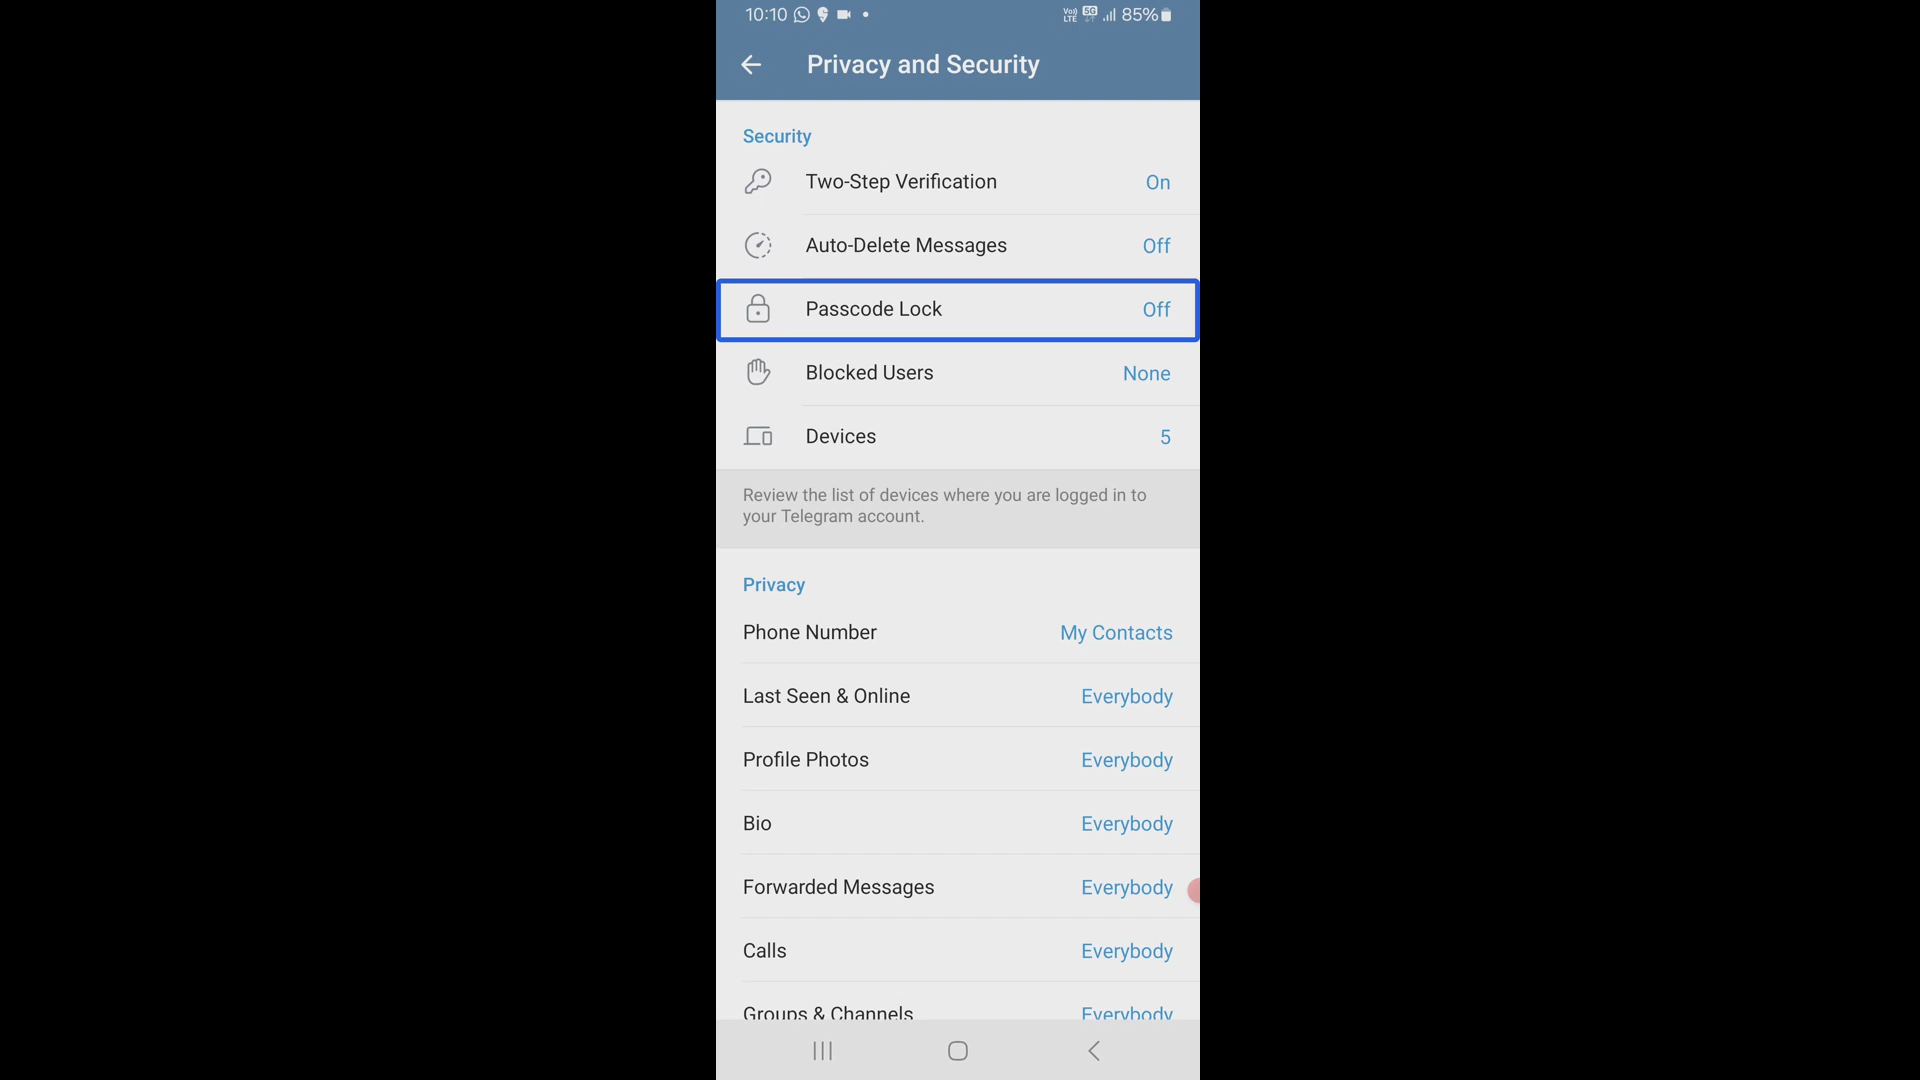 10:10 Vo)) LTE 5G 85%
Privacy and Security
Security
Two-Step Verification On
Auto-Delete Messages Off
Passcode Lock Off
Blocked Users None
Devices 5
Review the list of devices where you are logged in to
your Telegram account.
Privacy
Phone Number My Contacts
Last Seen & Online Everybody
Profile Photos Everybody
Bio Everybody
Forwarded Messages Everybody
Calls Everybody
Groups & Channels Everybody